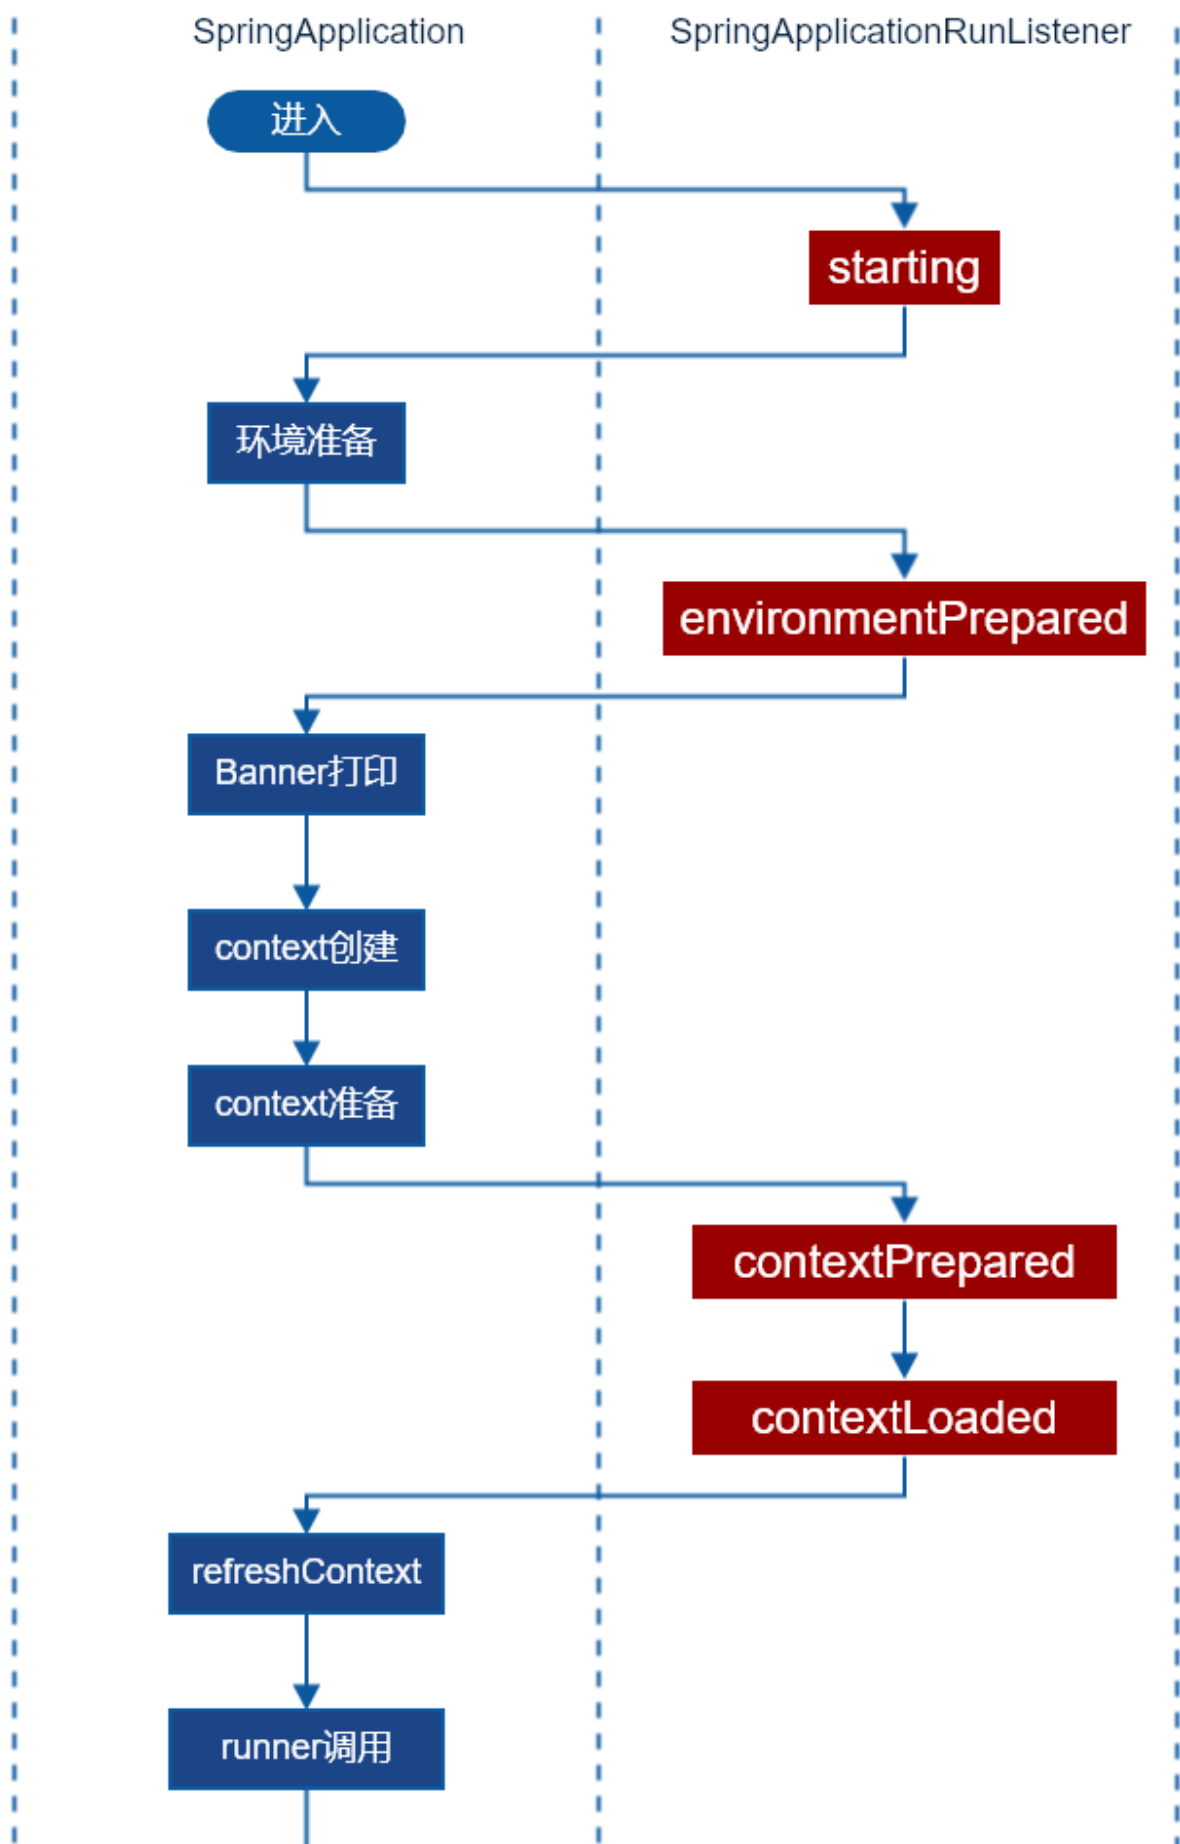 SpringApplication
SpringApplicationRunListener
进入
starting
环境准备
environmentPrepared
Banner打印
context创建
context准备
contextPrepared
contextLoaded
refreshContext
runner调用